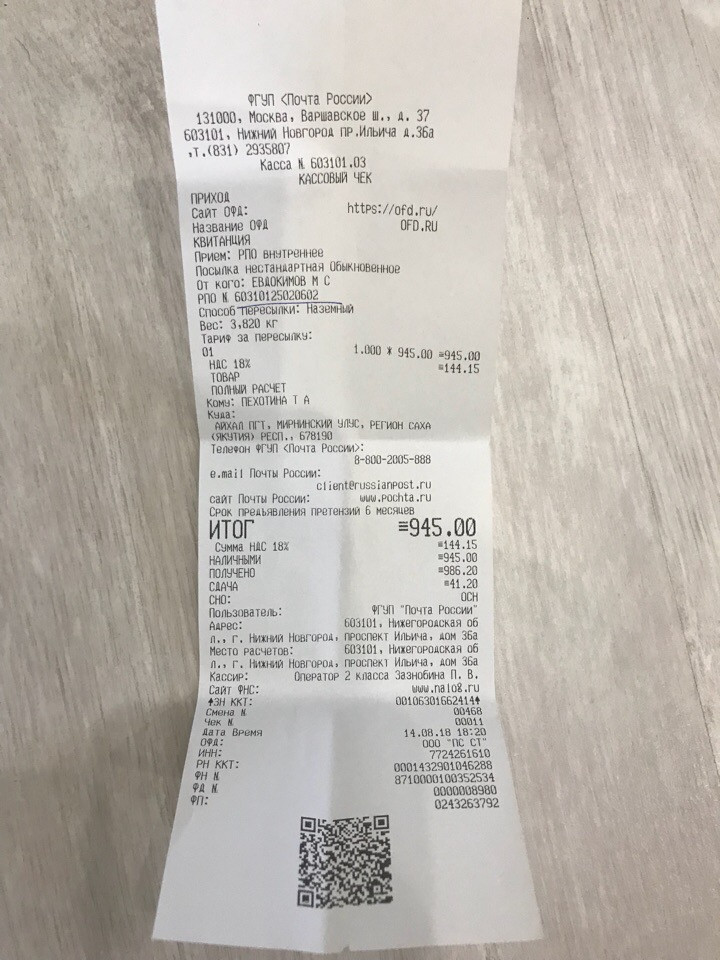 ФГУП <Почта России>
131000, Москва, Варшавское ш., д. 37
603101, Нижний Новгород пр.Ильича д.36а
,т.(831) 2935807
Касса № 603101.03
КАССОВЫЙ ЧЕК
ПРИХОД
Сайт ОФД: https://ofd.ru/
Название ОФД OFD.RU
КВИТАНЦИЯ
Прием: РПО внутреннее
Посылка нестандартная Обыкновенное
От кого: ЕВДОКИМОВ М С
РПО № 60310125020602
Способ пересылки: Наземный
Вес: 3,820 кг
Тариф за пересылку:
01 1.000 * 945.00 =945.00
НДС 18% =144.15
ТОВАР
ПОЛНЫЙ РАСЧЕТ
Кому: ПЕХОТИНА Т А
Куда:
АЙХАЛ ПГТ, МИРНИНСКИЙ УЛУС, РЕГИОН САХА
(ЯКУТИЯ) РЕСП., 678190
Телефон ФГУП <Почта России>:
8-800-2005-888
e.mail Почты России:
client@russianpost.ru
сайт Почты России: www.pochta.ru
Срок предъявления претензий 6 месяцев
ИТОГ =945.00
Сумма НДС 18% =144.15
НАЛИЧНЫМИ =945.00
ПОЛУЧЕНО =986.20
СДАЧА =41.20
СНО: ОСН
Пользователь: ФГУП "Почта России"
Адрес: 603101, Нижегородская об
л., г. Нижний Новгород, проспект Ильича, дом 36а
Место расчетов: 603101, Нижегородская об
л., г. Нижний Новгород, проспект Ильича, дом 36а
Кассир: Оператор 2 класса Зазнобина П. В.
Сайт ФНС: www.nalog.ru
♠ЗН ККТ: 00106301662414♠
Смена № 00468
Чек № 00011
Дата Время 14.08.18 18:20
ОФД: ООО "ПС СТ"
ИНН: 7724261610
РН ККТ: 0001432901046288
ФН № 8710000100352534
ФД № 0000008980
ФП: 0243263792